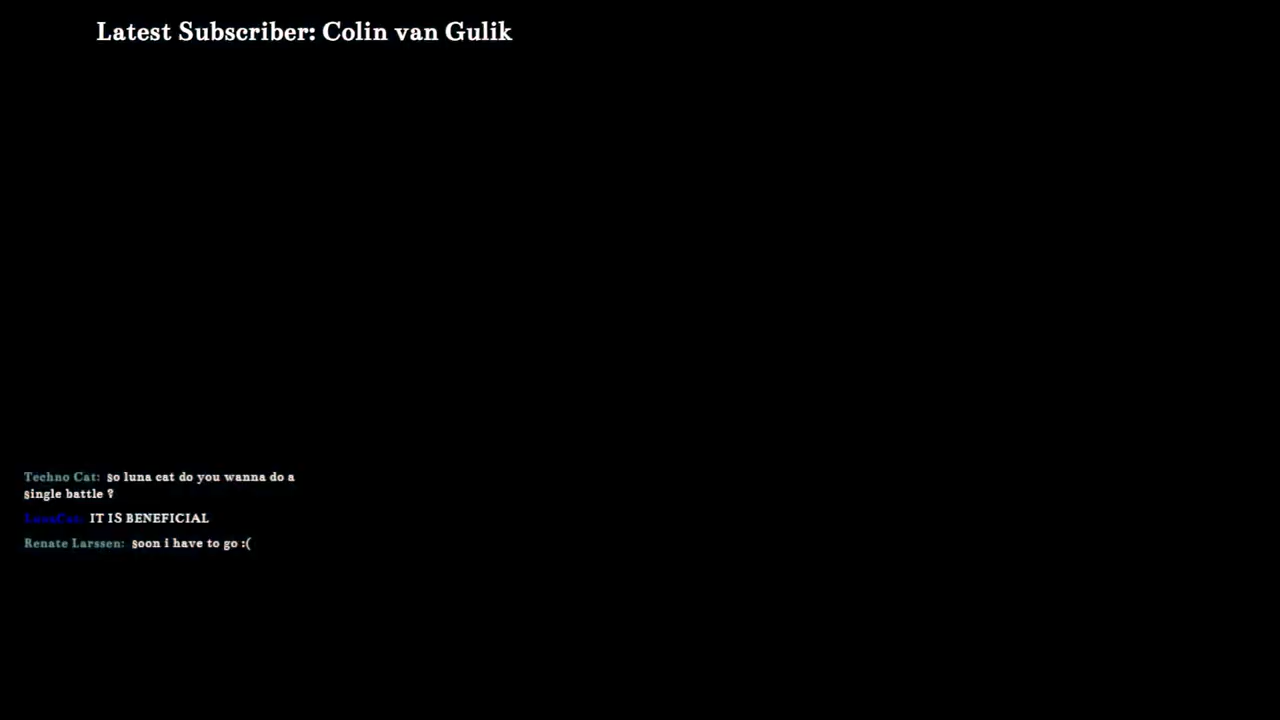 Latest Subscriber: Colin van Gulik
Techno Cat: so luna cat do you wanna do a
single battle ?
LunaCat: IT IS BENEFICIAL
Renate Larssen: soon i have to go :(